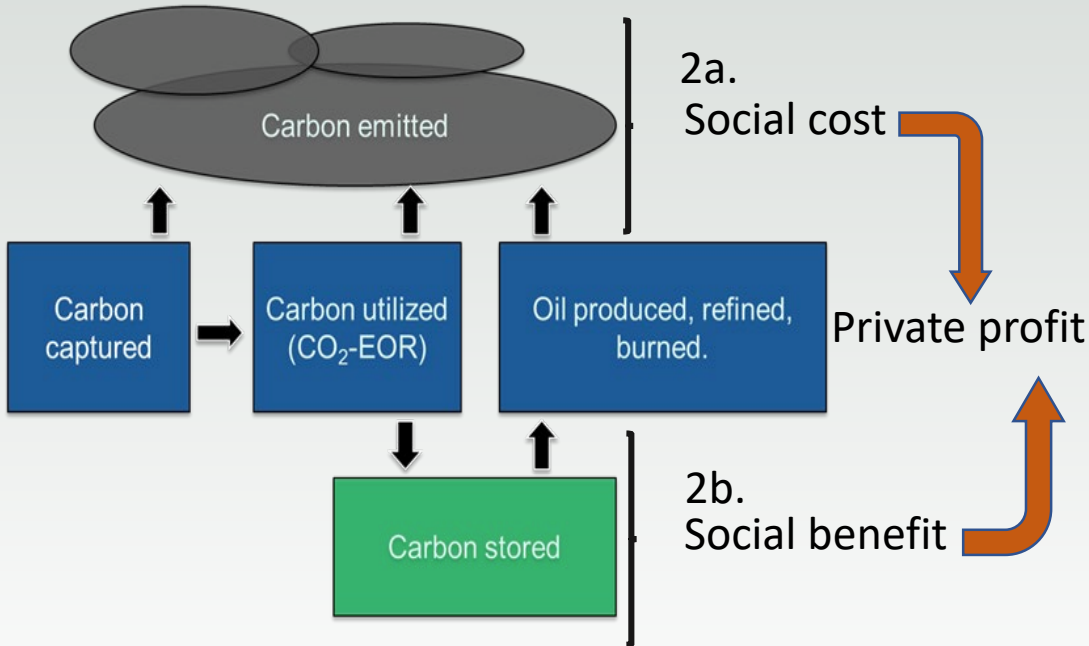 2a.
Social cost
Carbon emitted
Carbon
captured
Carbon utilized
(CO₂-EOR)
Oil produced, refined,
burned.
Private profit
2b.
Social benefit
Carbon stored